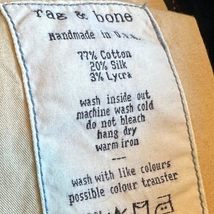 rag & bone
Handmade in U.S.A.
77% Cotton
20% Silk
3% Lycra
wash inside out
machine wash cold
do not bleach
hang dry
warm iron
---
wash with like colours
possible colour transfer